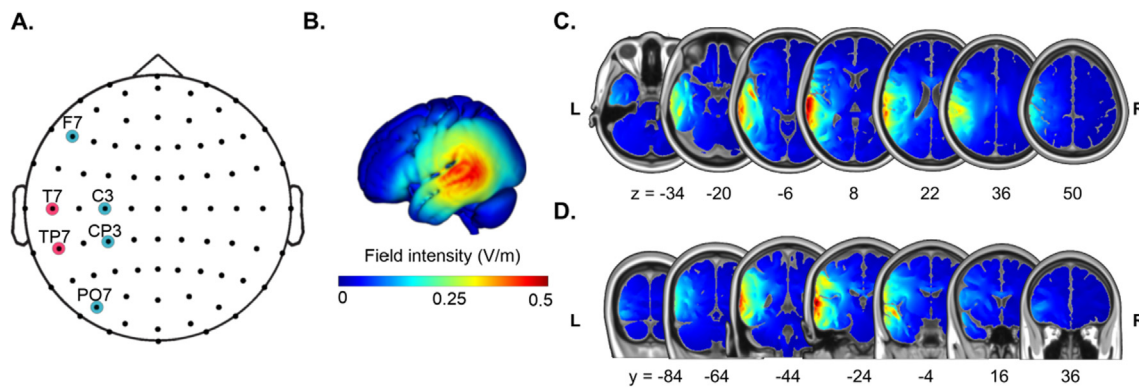 A.
F7
T7
C3
TP7
CP3
PO7
B.
Field intensity (V/m)
0 0.25 0.5
C.
L R
z = -34 -20 -6 8 22 36 50
D.
L R
y = -84 -64 -44 -24 -4 16 36